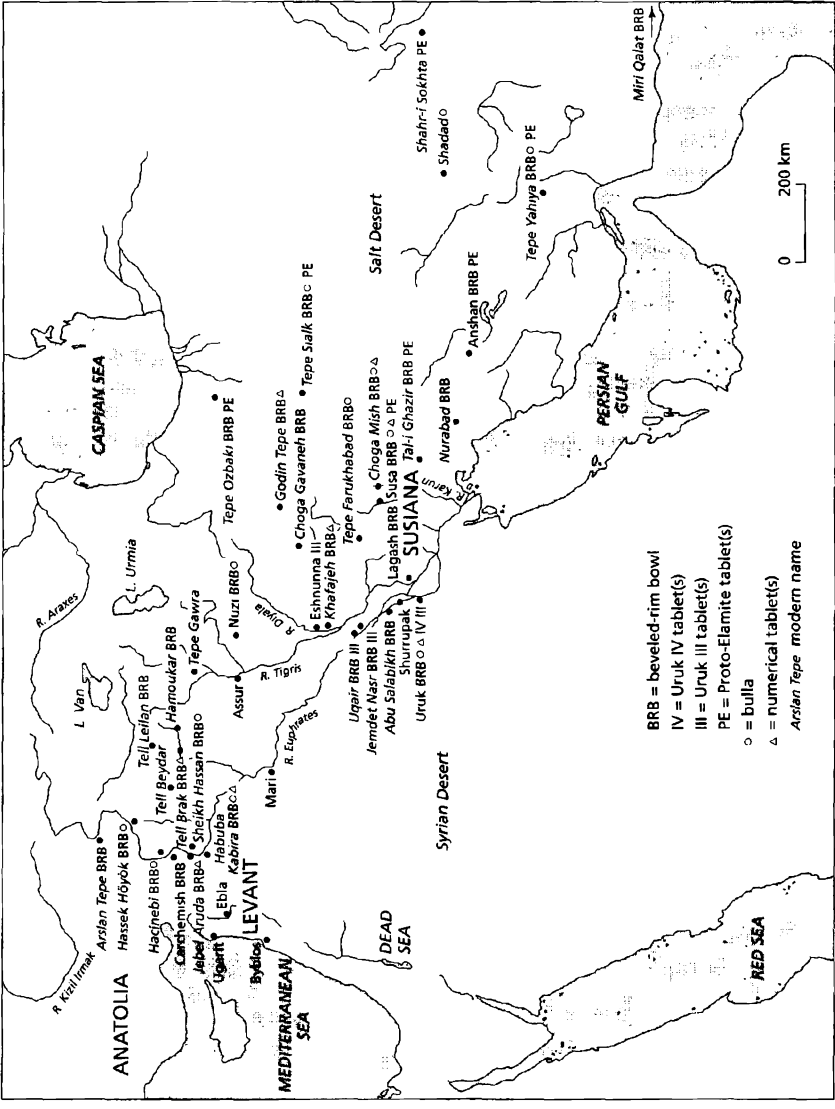 ANATOLIA
R. Kizil Irmak
Arslan Tepe BRB
Hassek Höyök BRB○
Hacinebi BRB○
Carchemish BRB
Jebel Aruda BRB△
Ugarit
Ebla
Byblos
LEVANT
MEDITERRANEAN
SEA
DEAD
SEA
Tell Leilan BRB
Tell Beydar
Hamoukar BRB
Tell Brak BRB△
Sheikh Hassan BRB○
Habuba
Kabira BRB○△
L. Van
R. Araxes
L. Urmia
Tepe Gawra
Nuzi BRB○
Assur
R. Tigris
Mari
R. Euphrates
R. Diyala
CASPIAN SEA
Tepe Ozbaki BRB PE
Godin Tepe BRB△
Choga Gavaneh BRB
Tepe Sialk BRB○ PE
Eshnunna III
Khafajeh BRB△
Tepe Farukhabad BRB○
Choga Mish BRB○△
Susa BRB ○△ PE
Lagash BRB
SUSIANA
Tal-i Ghazir BRB PE
R. Karun
Uqair BRB III
Jemdet Nasr BRB III
Abu Salabikh BRB
Shurrupak
Uruk BRB○△ IV III
Syrian Desert
Nurabad BRB
Anshan BRB PE
Salt Desert
Shahr-i Sokhta PE
Shadad○
Tepe Yahiya BRB○ PE
Miri Qalat BRB
PERSIAN
GULF
RED SEA
0 200 km
BRB = beveled-rim bowl
IV = Uruk IV tablet(s)
III = Uruk III tablet(s)
PE = Proto-Elamite tablet(s)
○ = bulla
△ = numerical tablet(s)
Arslan Tepe modern name